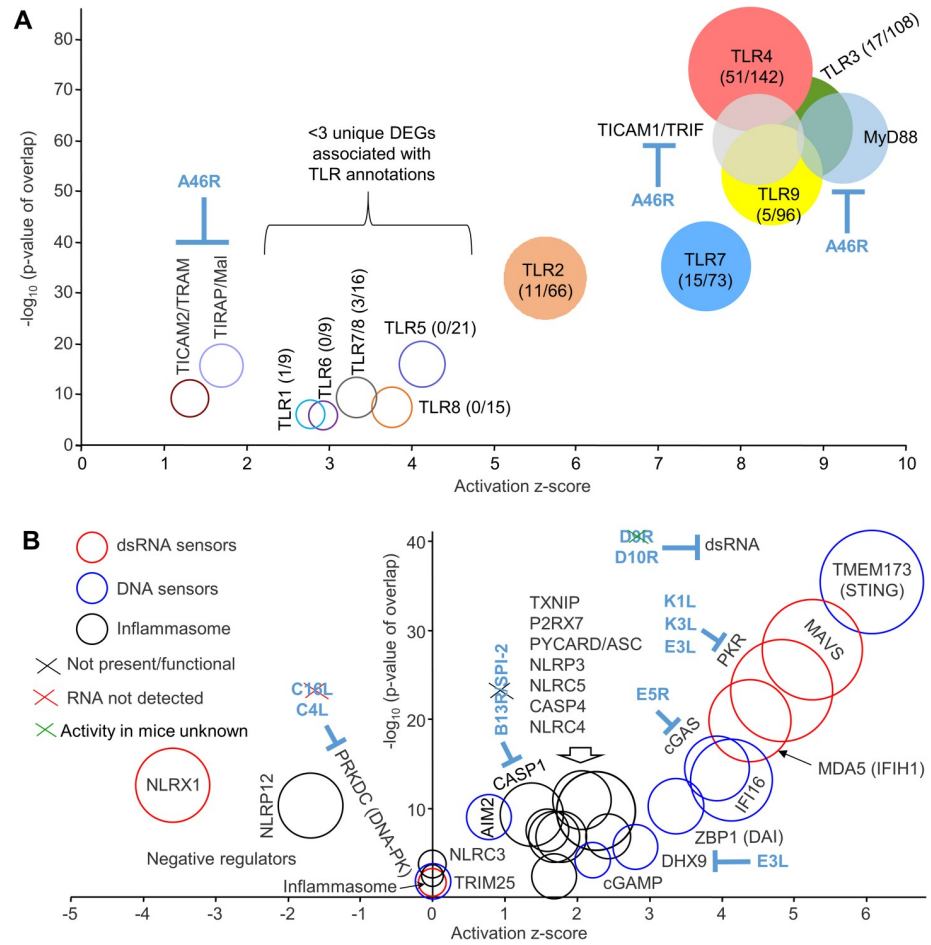 A
-log10 (p-value of overlap)
80
70
60
50
40
30
20
10
0
0 1 2 3 4 5 6 7 8 9 10
Activation z-score
A46R
TICAM2/TRAM
TIRAP/Mal
<3 unique DEGs
associated with
TLR annotations
TLR1 (1/9)
TLR6 (0/9)
TLR7/8 (3/16)
TLR5 (0/21)
TLR8 (0/15)
TLR2
(11/66)
TICAM1/TRIF
A46R
TLR4
(51/142)
TLR3 (17/108)
MyD88
TLR9
(5/96)
TLR7
(15/73)
A46R
B
dsRNA sensors
DNA sensors
Inflammasome
Not present/functional
RNA not detected
Activity in mice unknown
-log10 (p-value of overlap)
40
30
20
10
-5 -4 -3 -2 -1 0 1 2 3 4 5 6
Activation z-score
C16L
C4L
PRKDC (DNA-PK)
NLRX1
NLRP12
Negative regulators
Inflammasome
NLRC3
TRIM25
AIM2
CASP1
B13R/SPI-2
TXNIP
P2RX7
PYCARD/ASC
NLRP3
NLRC5
CASP4
NLRC4
D9R
D10R
dsRNA
K1L
K3L
E3L
PKR
E5R
cGAS
MAVS
TMEM173
(STING)
MDA5 (IFIH1)
IFI16
ZBP1 (DAI)
DHX9
E3L
cGAMP